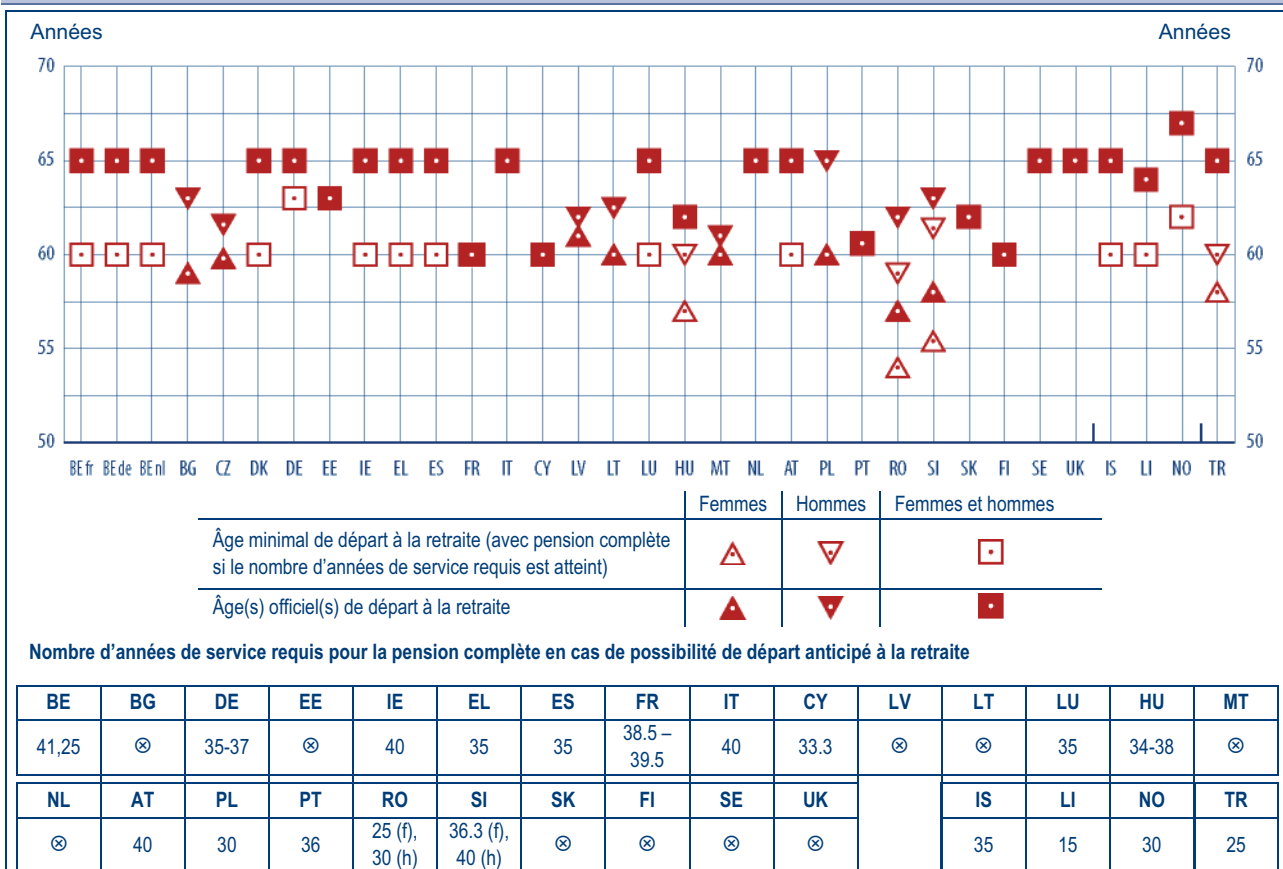 Années Années
70 70
65 65
60 60
55 55
50 50
BE fr BE de BE nl BG CZ DK DE EE IE EL ES FR IT CY LV LT LU HU MT NL AT PL PT RO SI SK FI SE UK IS LI NO TR
Femmes Hommes Femmes et hommes
Âge minimal de départ à la retraite (avec pension complète
si le nombre d’années de service requis est atteint)
Âge(s) officiel(s) de départ à la retraite
Nombre d’années de service requis pour la pension complète en cas de possibilité de départ anticipé à la retraite
BE BG DE EE IE EL ES FR IT CY LV LT LU HU MT
41,25 ⊗ 35-37 ⊗ 40 35 35 38.5 – 39.5 40 33.3 ⊗ ⊗ 35 34-38 ⊗
NL AT PL PT RO SI SK FI SE UK IS LI NO TR
⊗ 40 30 36 25 (f), 30 (h) 36.3 (f), 40 (h) ⊗ ⊗ ⊗ ⊗ 35 15 30 25